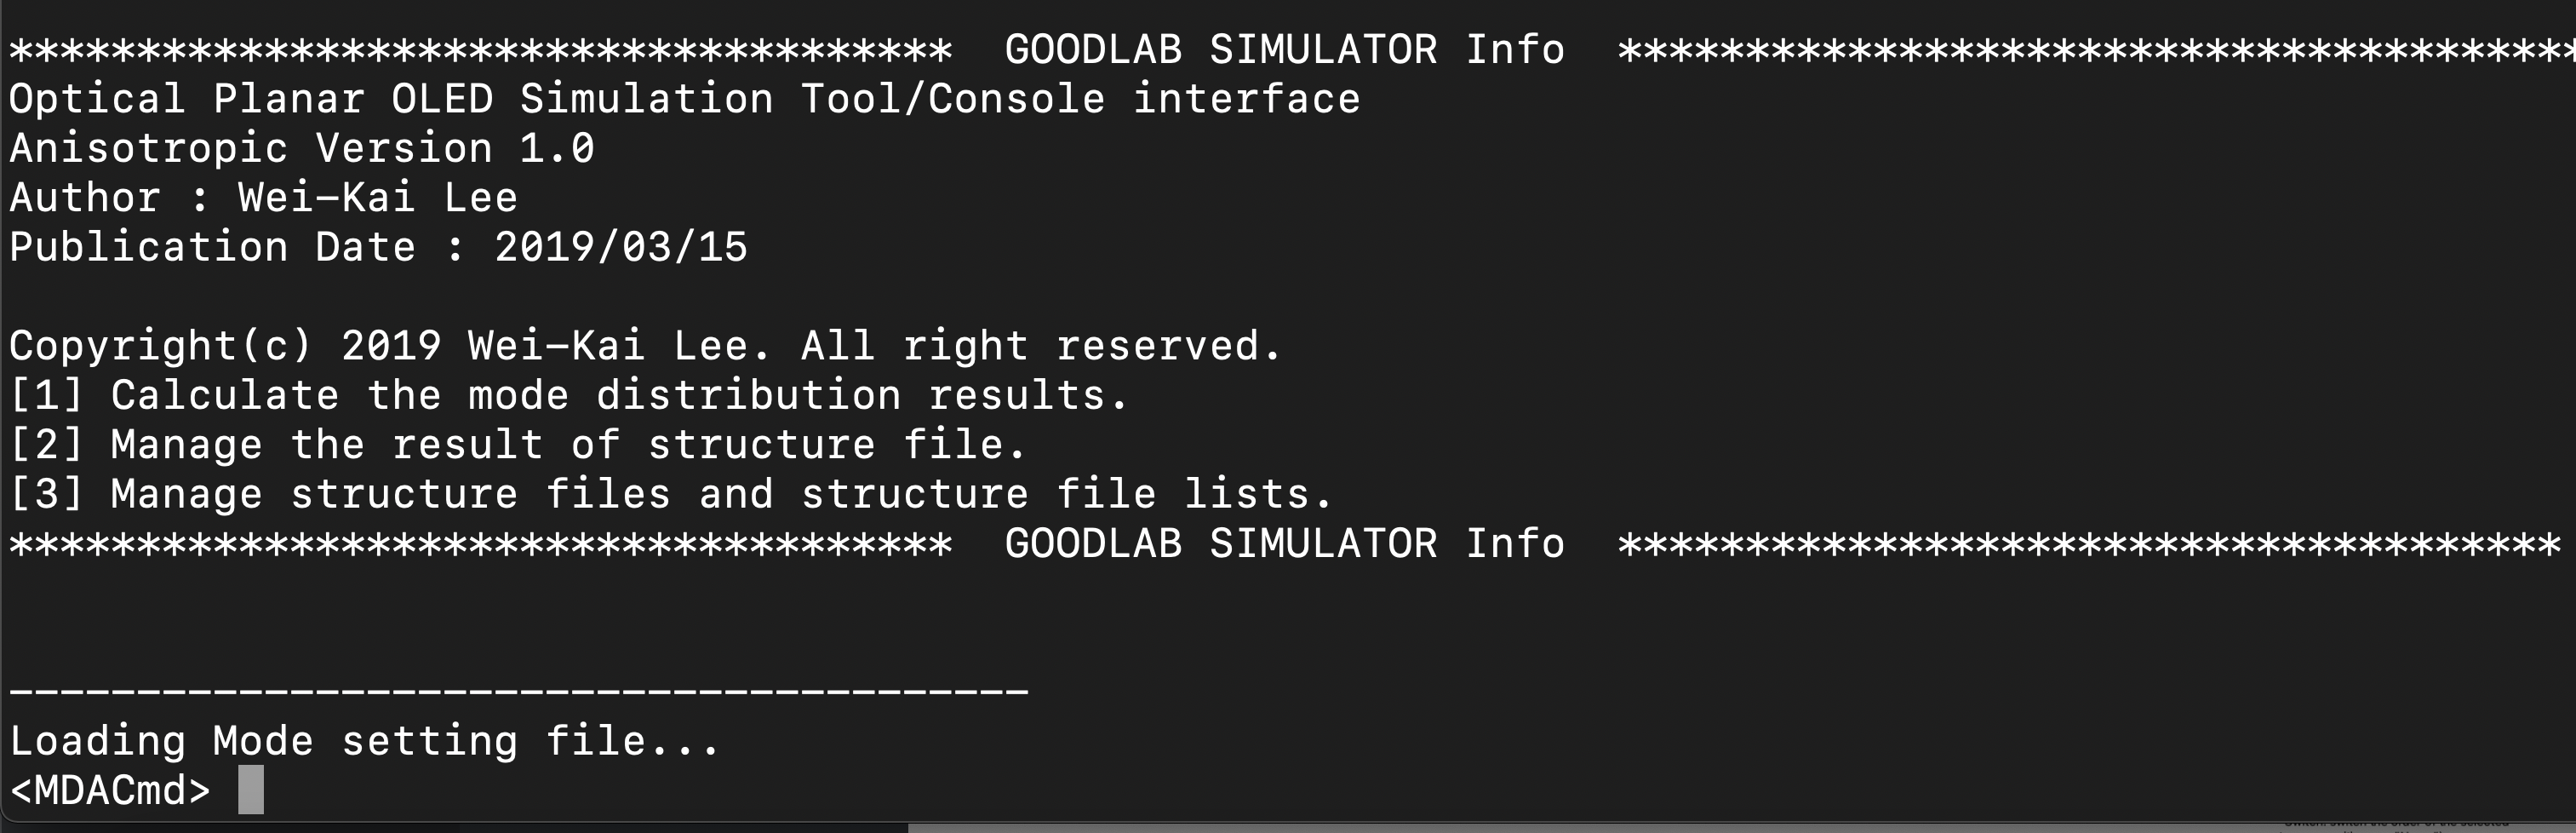 *************************************  GOODLAB SIMULATOR Info  *************************************
Optical Planar OLED Simulation Tool/Console interface
Anisotropic Version 1.0
Author : Wei-Kai Lee
Publication Date : 2019/03/15
Copyright(c) 2019 Wei-Kai Lee. All right reserved.
[1] Calculate the mode distribution results.
[2] Manage the result of structure file.
[3] Manage structure files and structure file lists.
*************************************  GOODLAB SIMULATOR Info  *************************************
----------------------------------------
Loading Mode setting file...
<MDACmd>